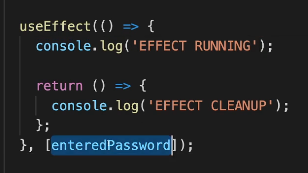 useEffect(() => {
console.log('EFFECT RUNNING');
return () => {
console.log('EFFECT CLEANUP');
};
}, [enteredPassword]);